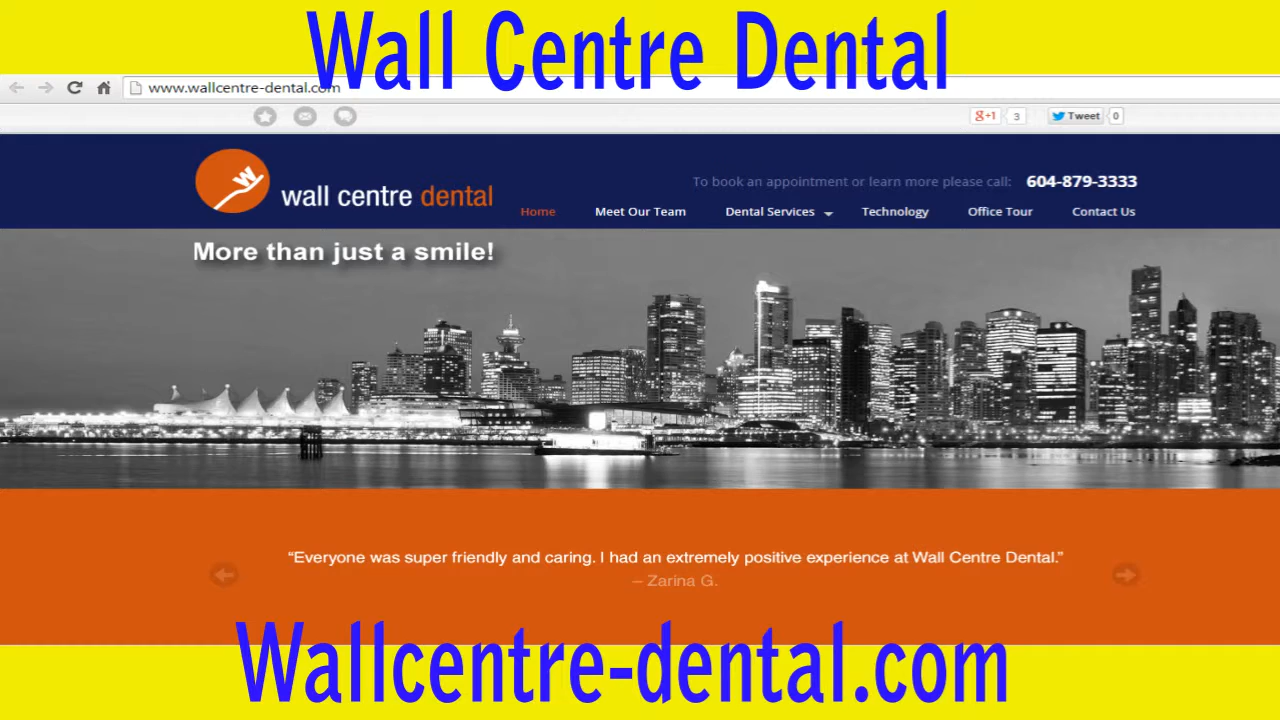 Wall Centre Dental
www.wallcentre-dental.com
g+1 3 Tweet 0
To book an appointment or learn more please call: 604-879-3333
W
wall centre dental
Home Meet Our Team Dental Services Technology Office Tour Contact Us
More than just a smile!
“Everyone was super friendly and caring. I had an extremely positive experience at Wall Centre Dental.”
– Zarina G.
Wallcentre-dental.com